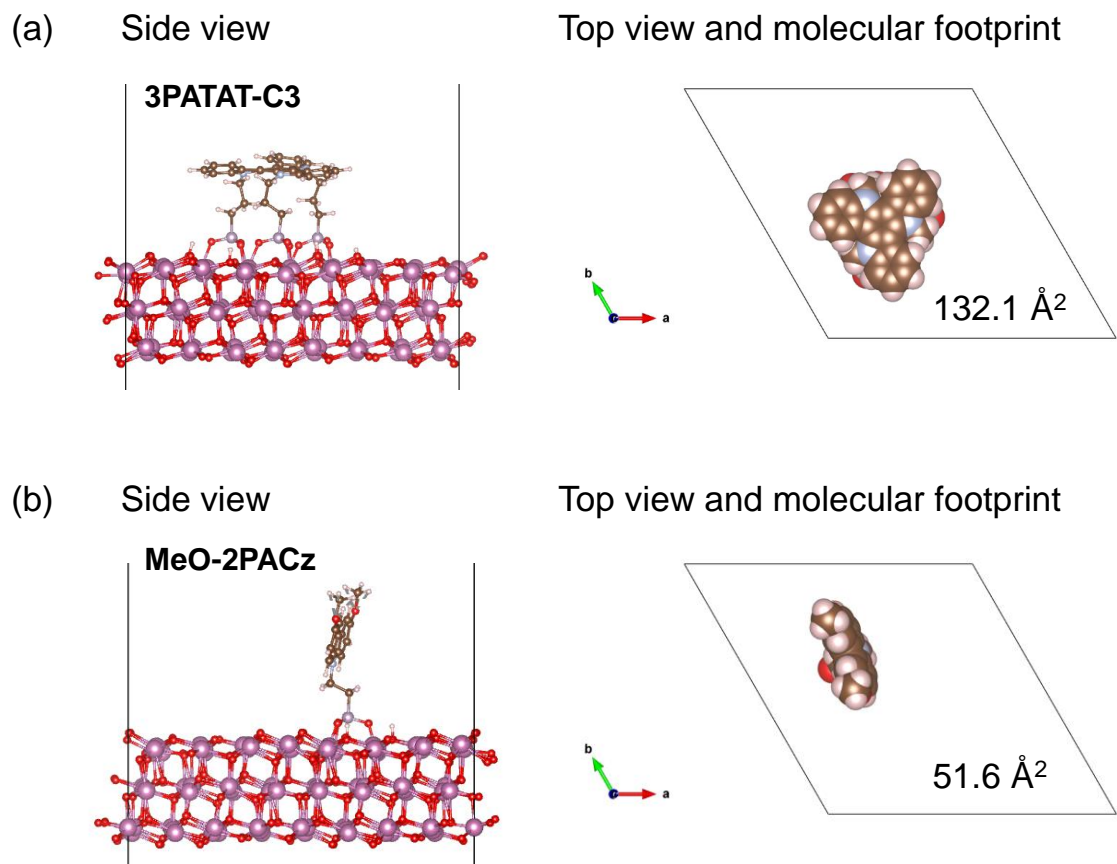 (a) Side view Top view and molecular footprint
3PATAT-C3
b
a
132.1 Å²
(b) Side view Top view and molecular footprint
MeO-2PACz
b
a
51.6 Å²